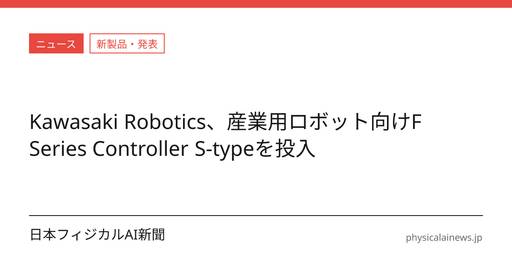 ニュース 新製品・発表
Kawasaki Robotics、産業用ロボット向けF
Series Controller S-typeを投入
日本フィジカルAI新聞 physicalainews.jp